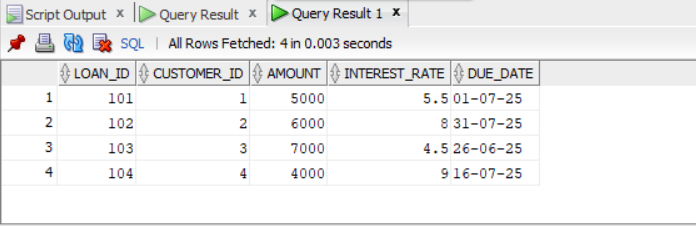 Script Output x Query Result x Query Result 1 x
SQL | All Rows Fetched: 4 in 0.003 seconds
LOAN_ID CUSTOMER_ID AMOUNT INTEREST_RATE DUE_DATE
1 101 1 5000 5.5 01-07-25
2 102 2 6000 8 31-07-25
3 103 3 7000 4.5 26-06-25
4 104 4 4000 9 16-07-25